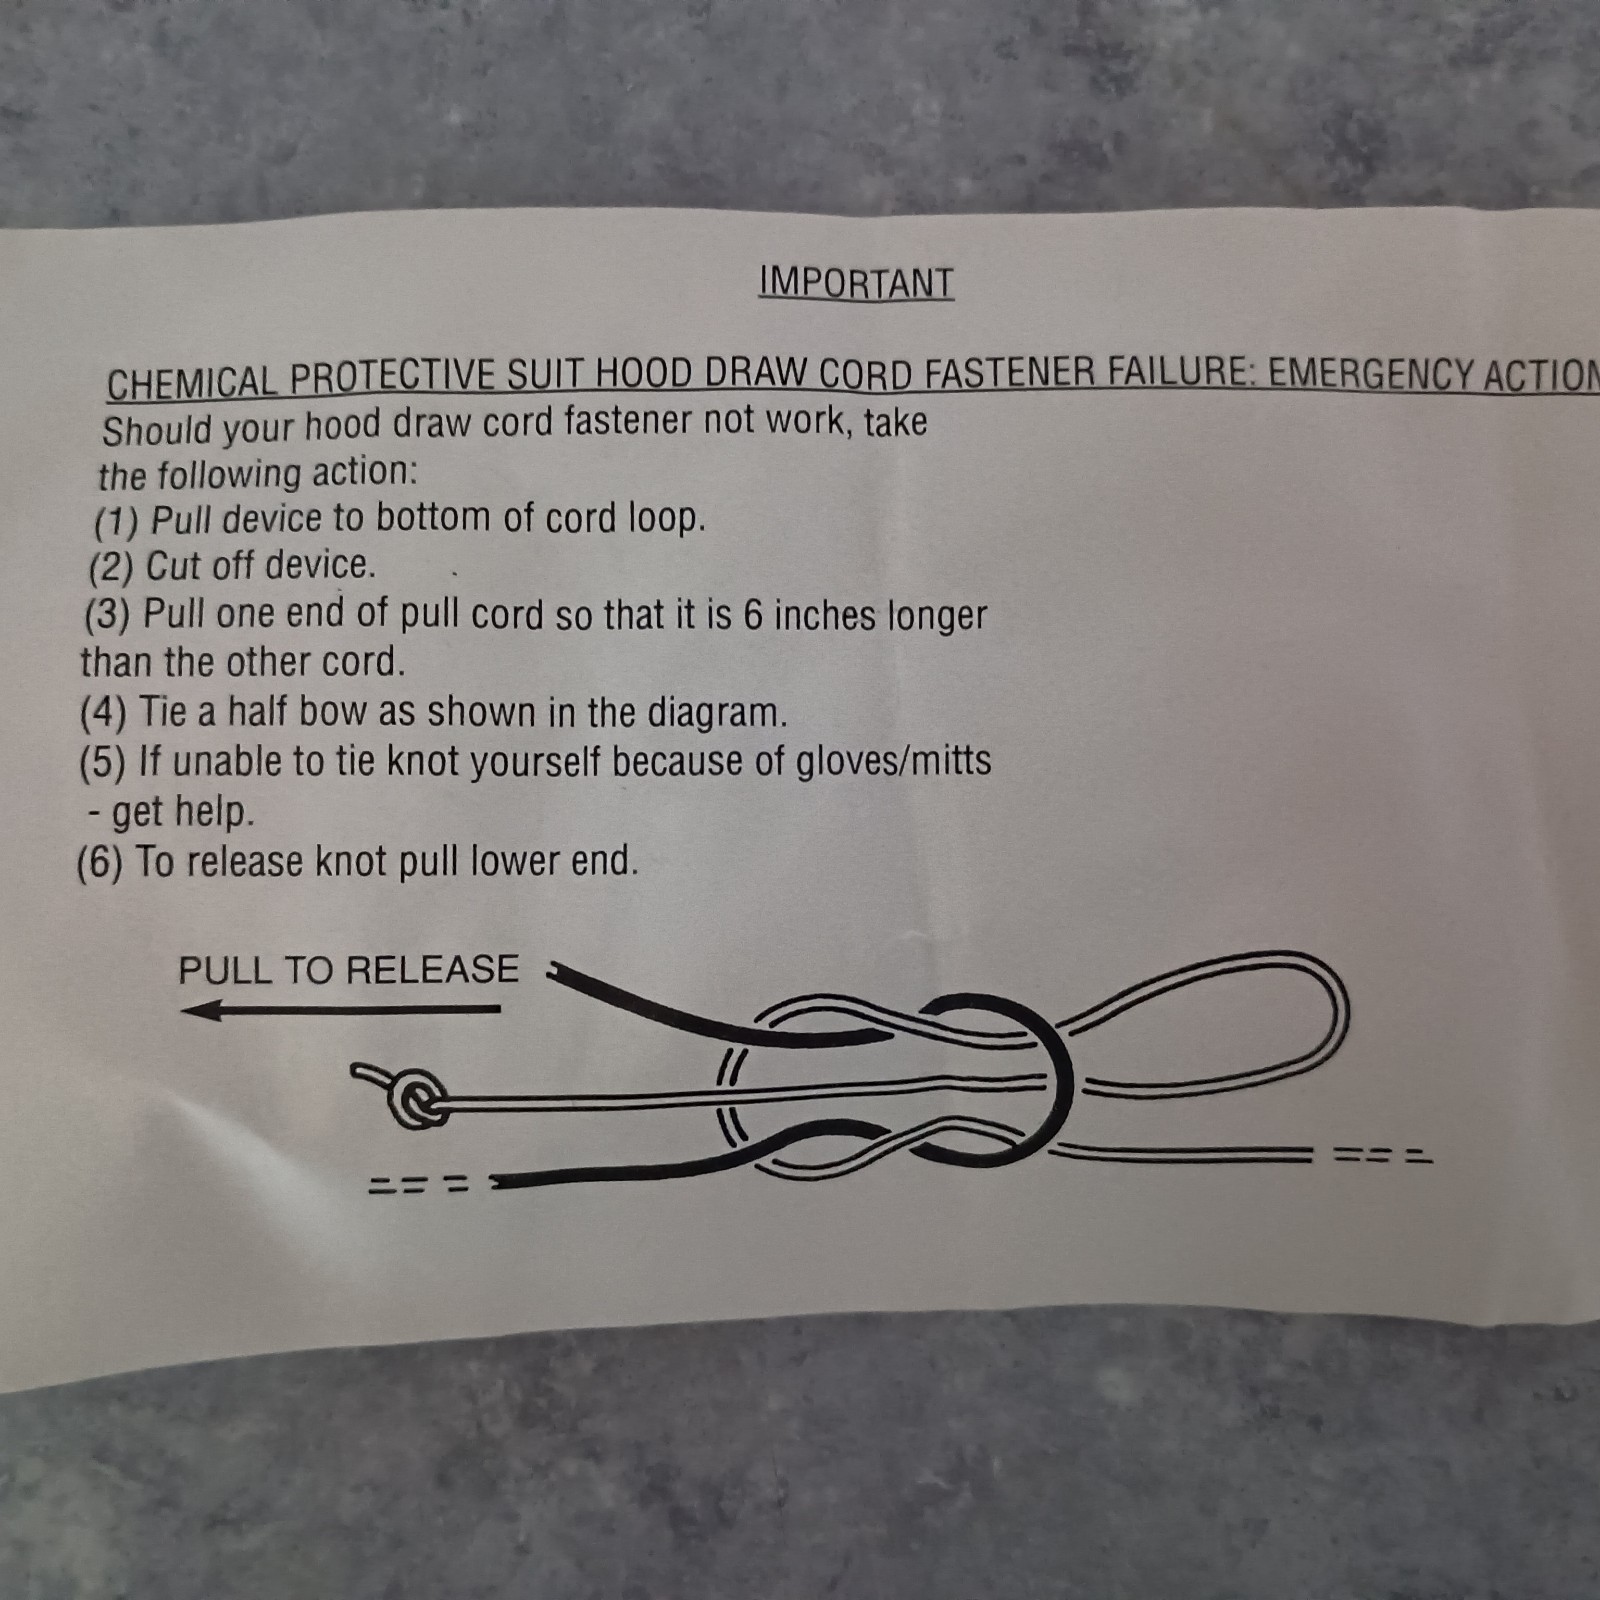 IMPORTANT
CHEMICAL PROTECTIVE SUIT HOOD DRAW CORD FASTENER FAILURE: EMERGENCY ACTION
Should your hood draw cord fastener not work, take
the following action:
(1) Pull device to bottom of cord loop.
(2) Cut off device.
(3) Pull one end of pull cord so that it is 6 inches longer
than the other cord.
(4) Tie a half bow as shown in the diagram.
(5) If unable to tie knot yourself because of gloves/mitts
- get help.
(6) To release knot pull lower end.
PULL TO RELEASE